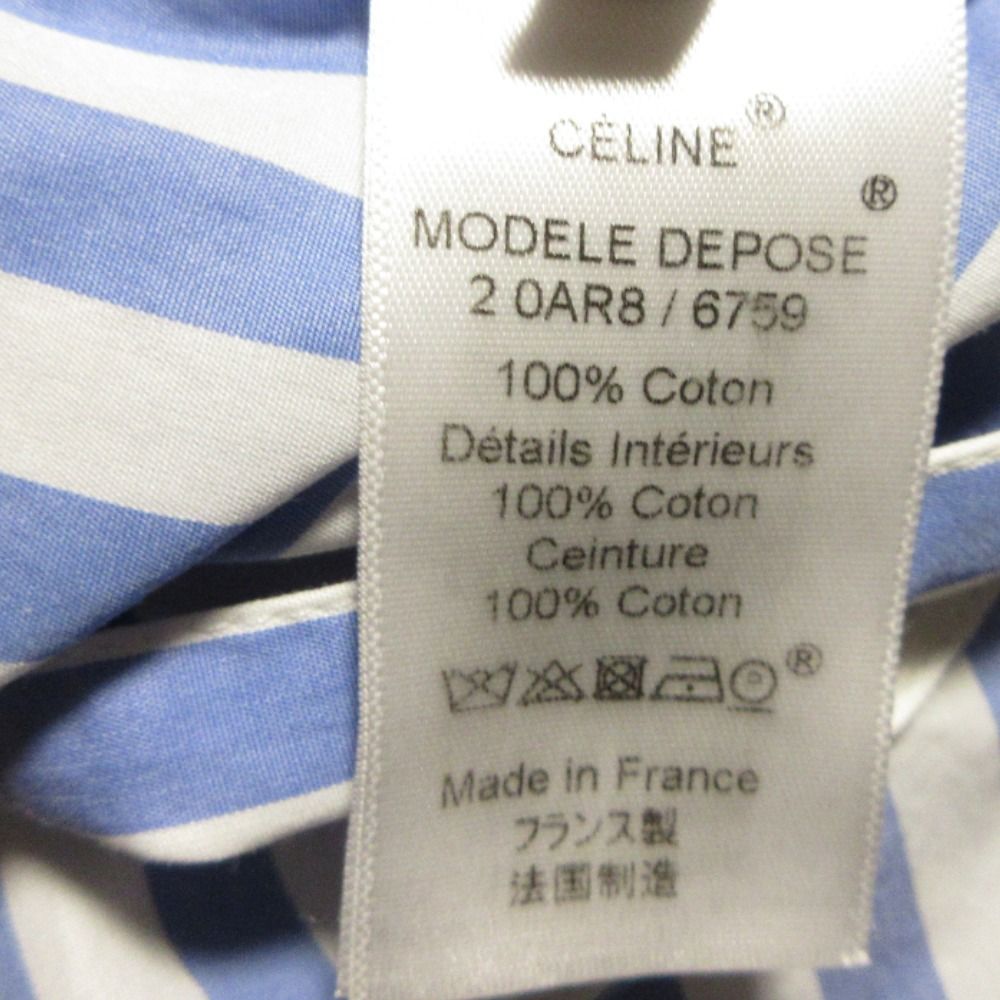 CÉLINE®
®
MODELE DEPOSE
2 0AR8 / 6759
100% Coton
Détails Intérieurs
100% Coton
Ceinture
100% Coton
P ®
Made in France
フランス製
法国制造